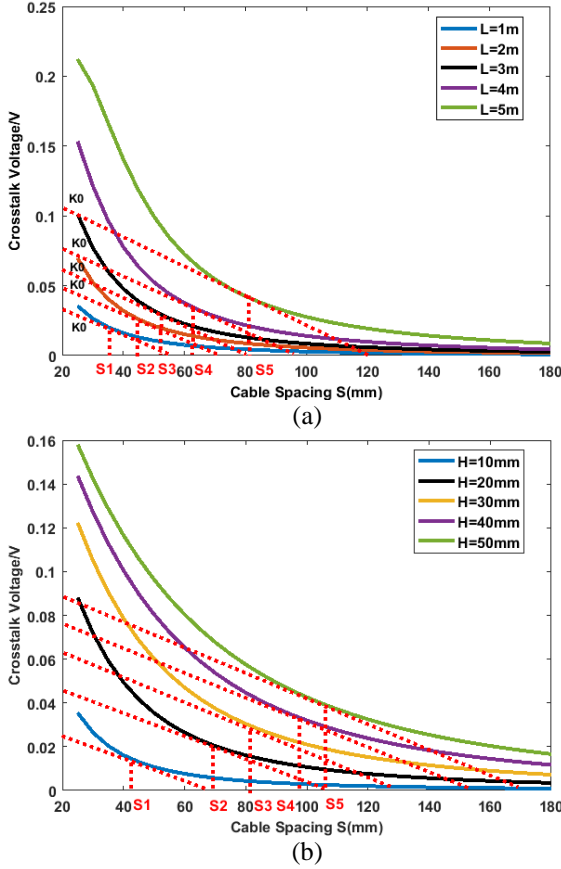 0.25
0.2
0.15
0.1
0.05
0
Crosstalk Voltage/V
L=1m
L=2m
L=3m
L=4m
L=5m
K0
K0
K0
K0
K0
S1 S2 S3 S4 S5
20 40 60 80 100 120 140 160 180
Cable Spacing S(mm)
(a)
0.16
0.14
0.12
0.1
0.08
0.06
0.04
0.02
0
Crosstalk Voltage/V
H=10mm
H=20mm
H=30mm
H=40mm
H=50mm
S1 S2 S3 S4 S5
20 40 60 80 100 120 140 160 180
Cable Spacing S(mm)
(b)